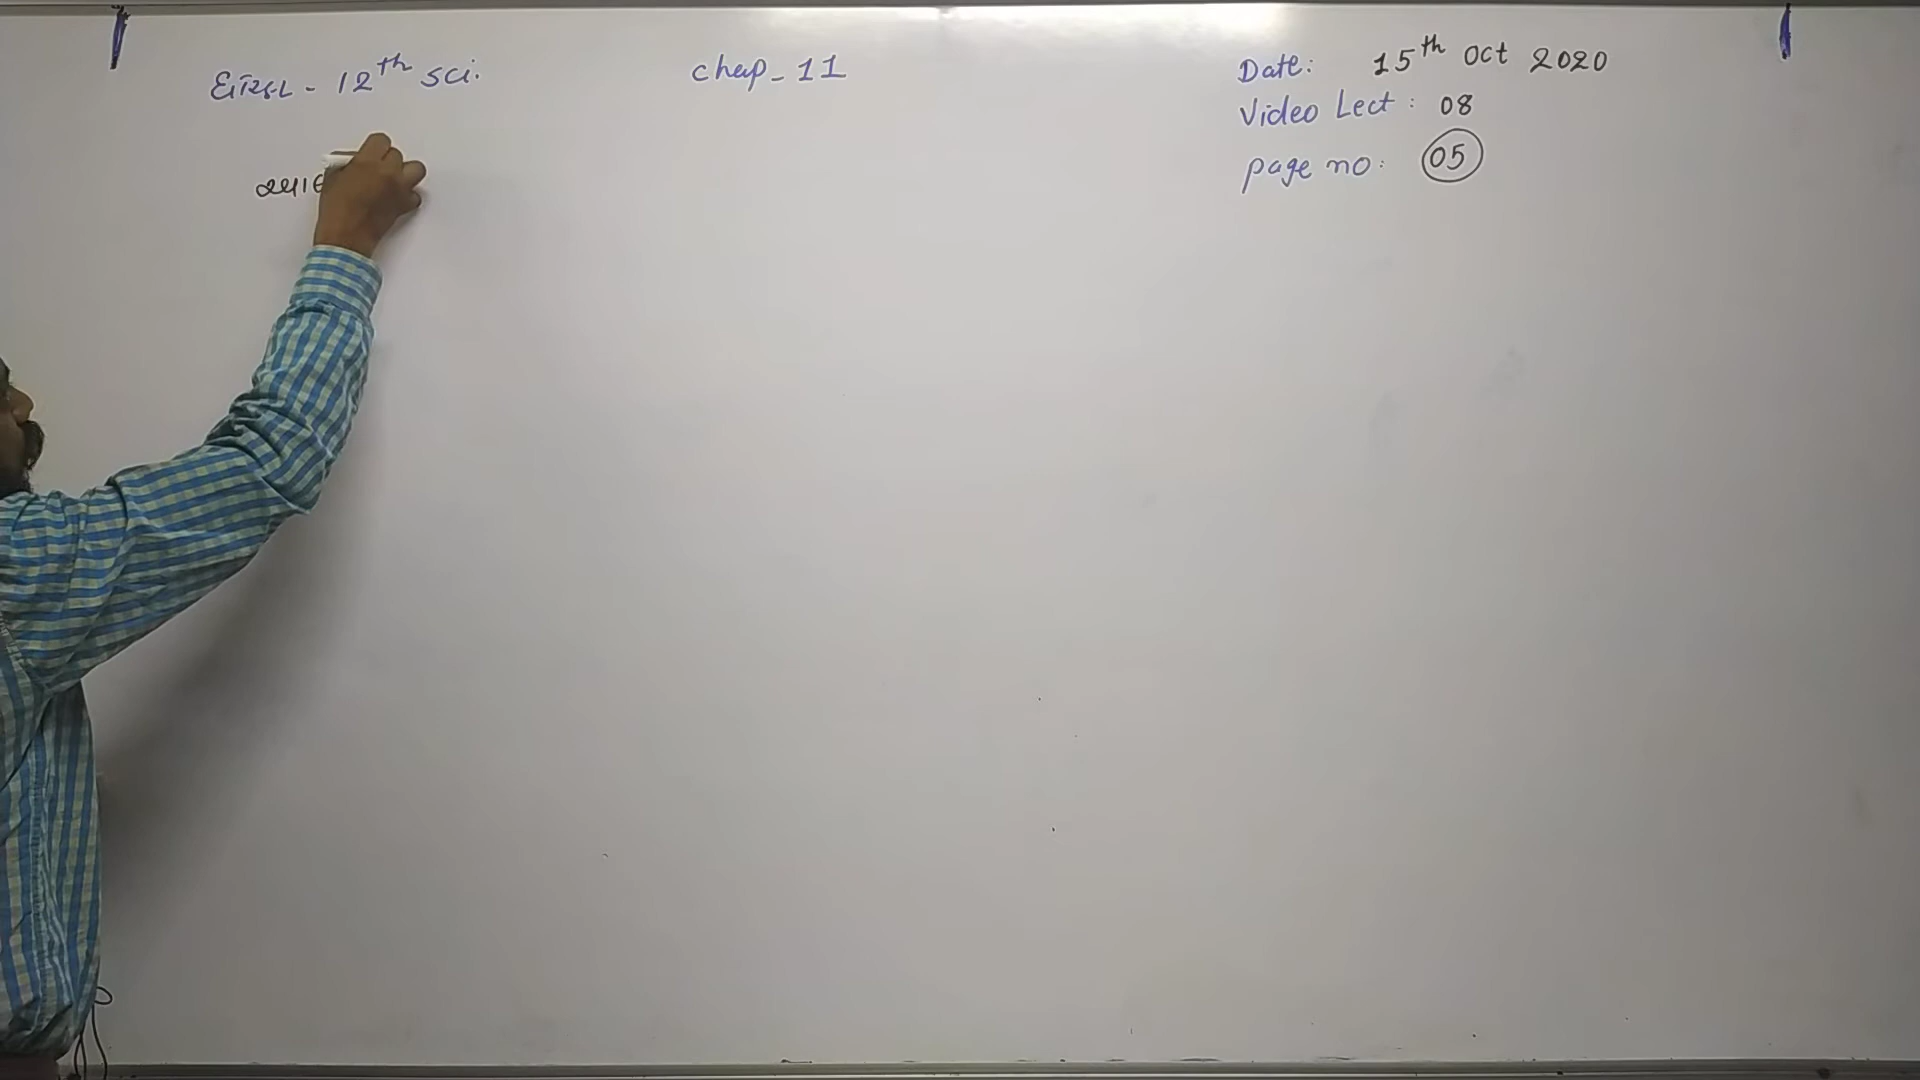 ધોરણ - 12th sci.
chap - 11
Date: 15th Oct 2020
Video Lect : 08
page no: 05